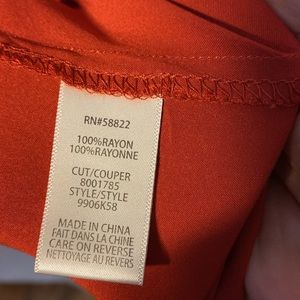 RN#58822
100%RAYON
100%RAYONNE
CUT/COUPER
8001785
STYLE/STYLE
9906K58
MADE IN CHINA
FAIT DANS LA CHINE
CARE ON REVERSE
NETTOYAGE AU REVERS